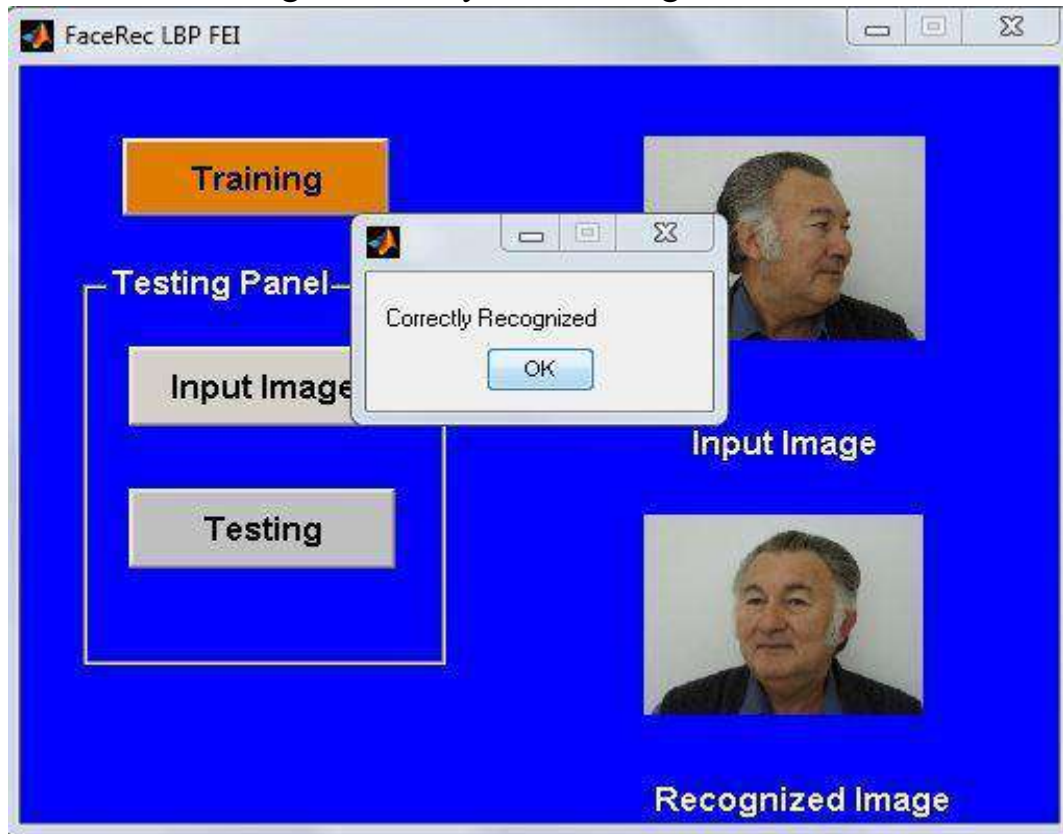 FaceRec LBP FEI
Training
Testing Panel
Correctly Recognized
OK
Input Image
Input Image
Testing
Recognized Image